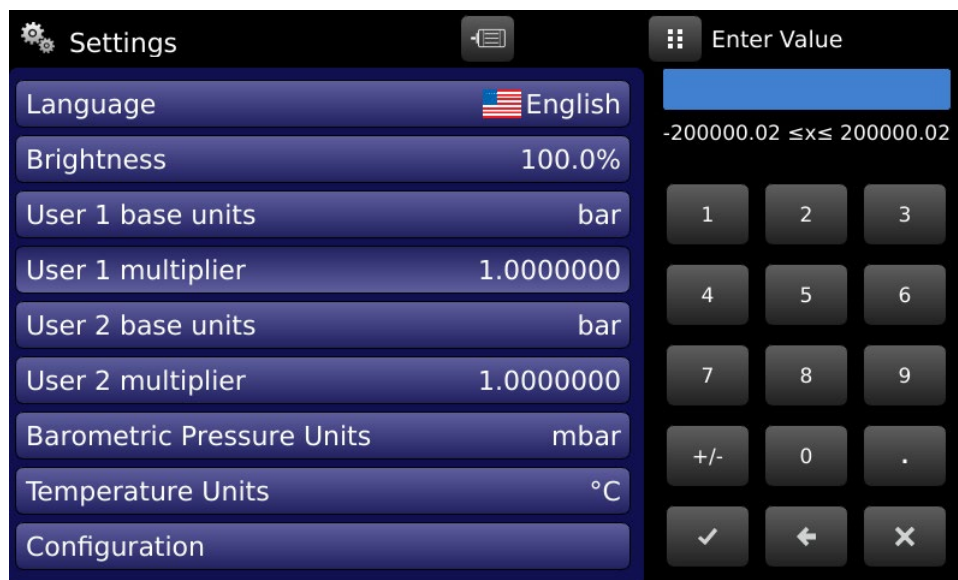 Settings
Language English
Brightness 100.0%
User 1 base units bar
User 1 multiplier 1.0000000
User 2 base units bar
User 2 multiplier 1.0000000
Barometric Pressure Units mbar
Temperature Units °C
Configuration
Enter Value
-200000.02 ≤x≤ 200000.02
1 2 3
4 5 6
7 8 9
+/- 0 .